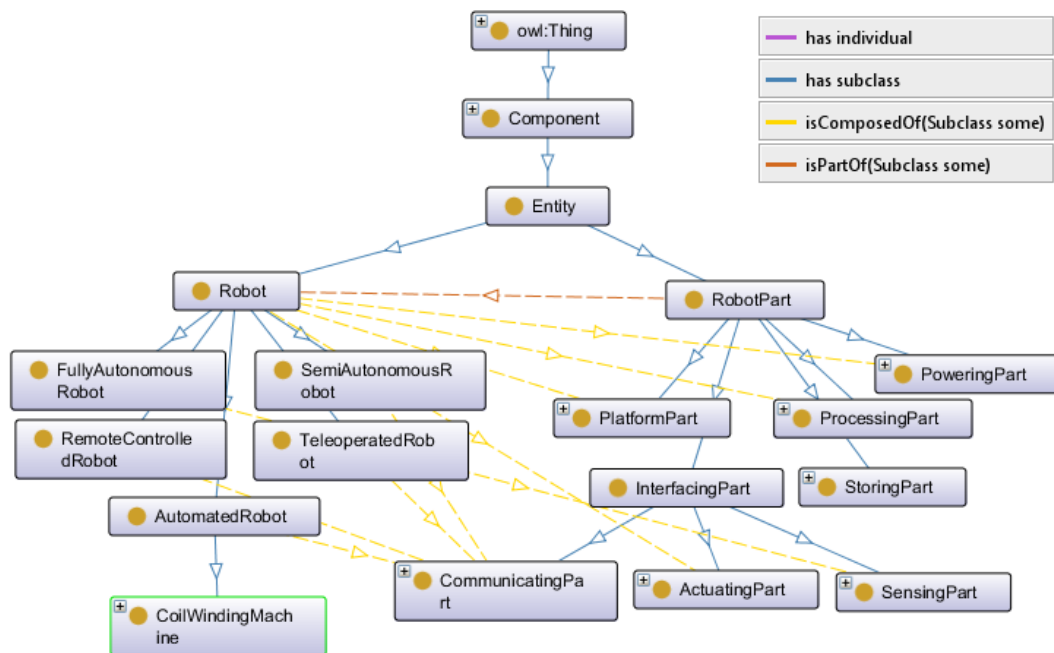 owl:Thing
has individual
has subclass
Component
isComposedOf(Subclass some)
isPartOf(Subclass some)
Entity
Robot
RobotPart
FullyAutonomous
Robot
SemiAutonomousR
obot
PoweringPart
PlatformPart
ProcessingPart
RemoteControlle
dRobot
TeleoperatedRob
ot
InterfacingPart
StoringPart
AutomatedRobot
CommunicatingPa
rt
ActuatingPart
SensingPart
CoilWindingMach
ine